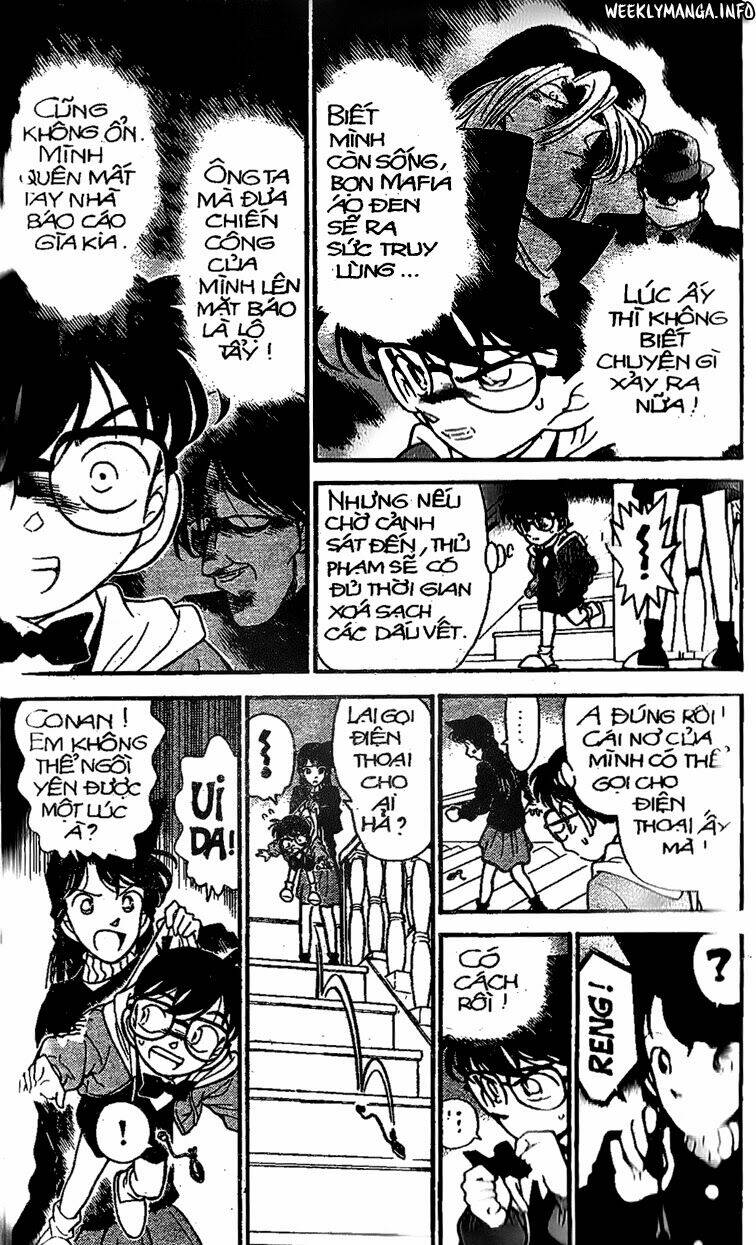 WEEKLYMANGA.INFO
CŨNG
KHÔNG ỔN.
MÌNH
QUÊN MẤT
TAY NHÀ
BÁO CÁO
GIÀ KIA.
ÔNG TA
MÀ ĐƯA
CHIẾN
CÔNG
CỦA
MÌNH LÊN
MẶT BÁO
LÀ LỘ
TẨY!
BIẾT
MÌNH
CÒN SỐNG,
BỌN MAFIA
ÁO ĐEN
SẼ RA
SỨC TRUY
LÙNG...
LÚC ẤY
THÌ KHÔNG
BIẾT
CHUYỆN GÌ
XẢY RA
NỮA!
NHƯNG NẾU
CHỜ CẢNH
SÁT ĐẾN, THỦ
PHẠM SẼ CÓ
ĐỦ THỜI GIAN
XOÁ SẠCH
CÁC DẤU VẾT.
CONAN!
EM KHÔNG
THỂ NGỒI
YÊN ĐƯỢC
MỘT LÚC
À?
UI
DA!
!
LẠI GỌI
ĐIỆN
THOẠI
CHO
AI
HẢ?
.....
A ĐÚNG RỒI!
CÁI NƠ CỦA
MÌNH CÓ THỂ
GỌI CHO
ĐIỆN
THOẠI ẤY
MÀ!
CÓ
CÁCH
RỒI!
...
RENG!
?